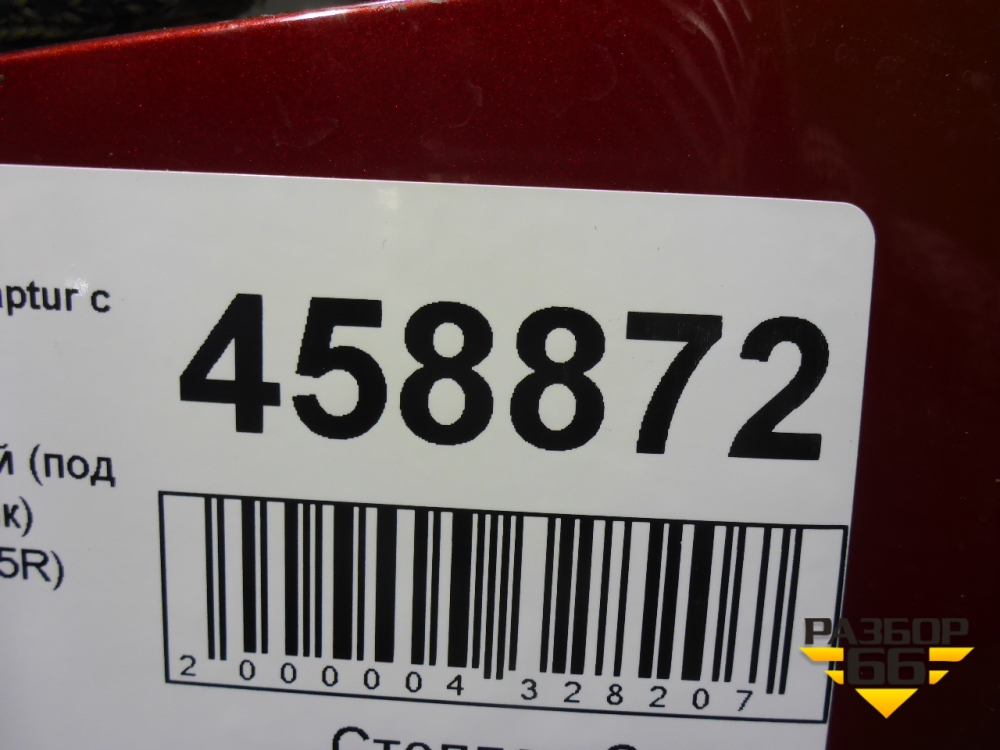 aptur с
458872
й (под
к)
5R)
2 000004 328207
РАЗБОР
66